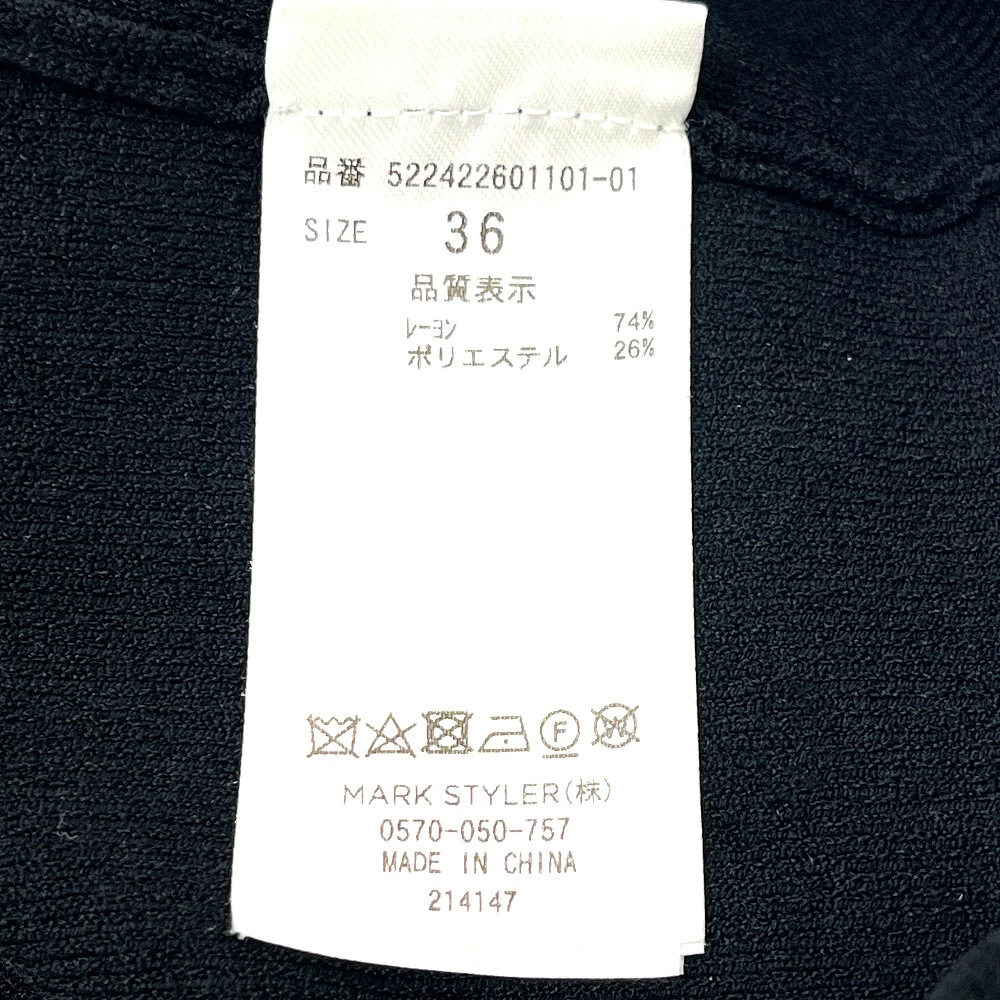 品番 522422601101-01
SIZE 36
品質表示
レーヨン 74%
ポリエステル 26%
F W
MARK STYLER(株)
0570-050-757
MADE IN CHINA
214147